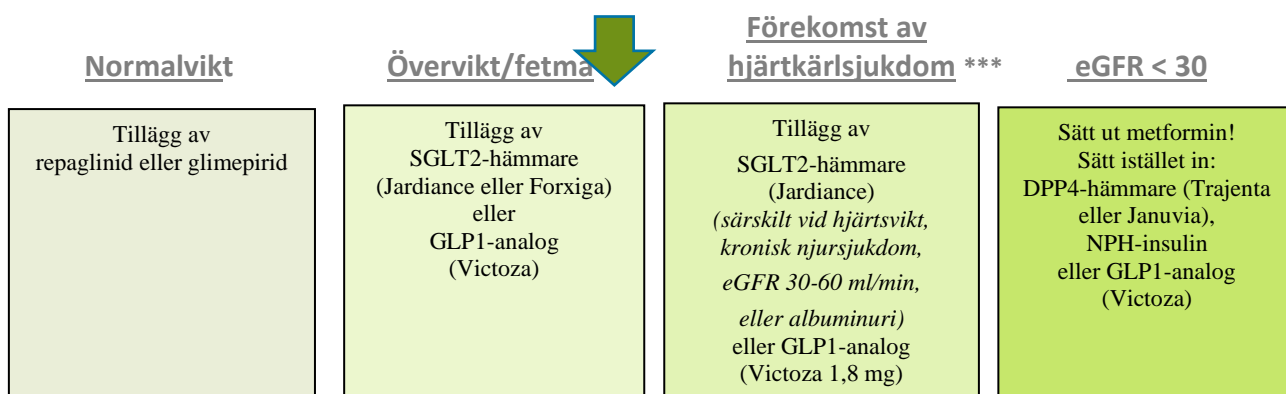 Normalvikt
Övervikt/fetma
Förekomst av
hjärtkärlsjukdom ***
eGFR < 30
Tillägg av
repaglinid eller glimepirid
Tillägg av
SGLT2-hämmare
(Jardiance eller Forxiga)
eller
GLP1-analog
(Victoza)
Tillägg av
SGLT2-hämmare
(Jardiance)
(särskilt vid hjärtsvikt,
kronisk njursjukdom,
eGFR 30-60 ml/min,
eller albuminuri)
eller GLP1-analog
(Victoza 1,8 mg)
Sätt ut metformin!
Sätt istället in:
DPP4-hämmare (Trajenta
eller Januvia),
NPH-insulin
eller GLP1-analog
(Victoza)